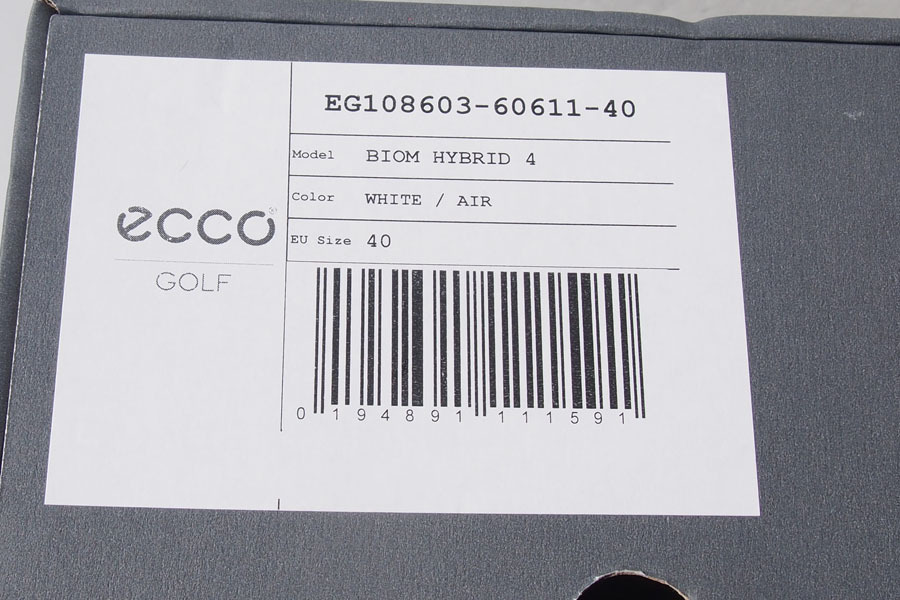 EG108603-60611-40
Model BIOM HYBRID 4
Color WHITE / AIR
EU Size 40
ecco®
GOLF
0 194891 111591